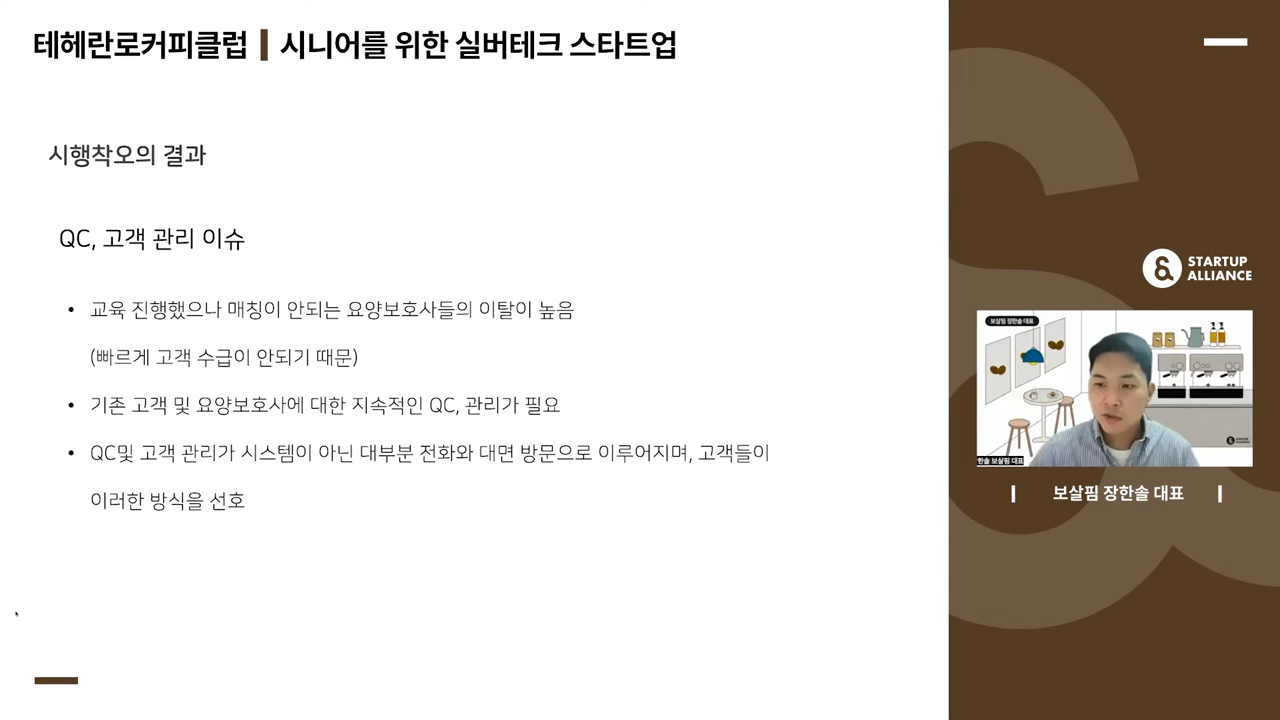 테헤란로커피클럽 | 시니어를 위한 실버테크 스타트업
시행착오의 결과
QC, 고객 관리 이슈
• 교육 진행했으나 매칭이 안되는 요양보호사들의 이탈이 높음
(빠르게 고객 수급이 안되기 때문)
• 기존 고객 및 요양보호사에 대한 지속적인 QC, 관리가 필요
• QC및 고객 관리가 시스템이 아닌 대부분 전화와 대면 방문으로 이루어지며, 고객들이
이러한 방식을 선호
STARTUP
ALLIANCE
보살핌 장한솔 대표
한솔 보살핌 대표
보살핌 장한솔 대표